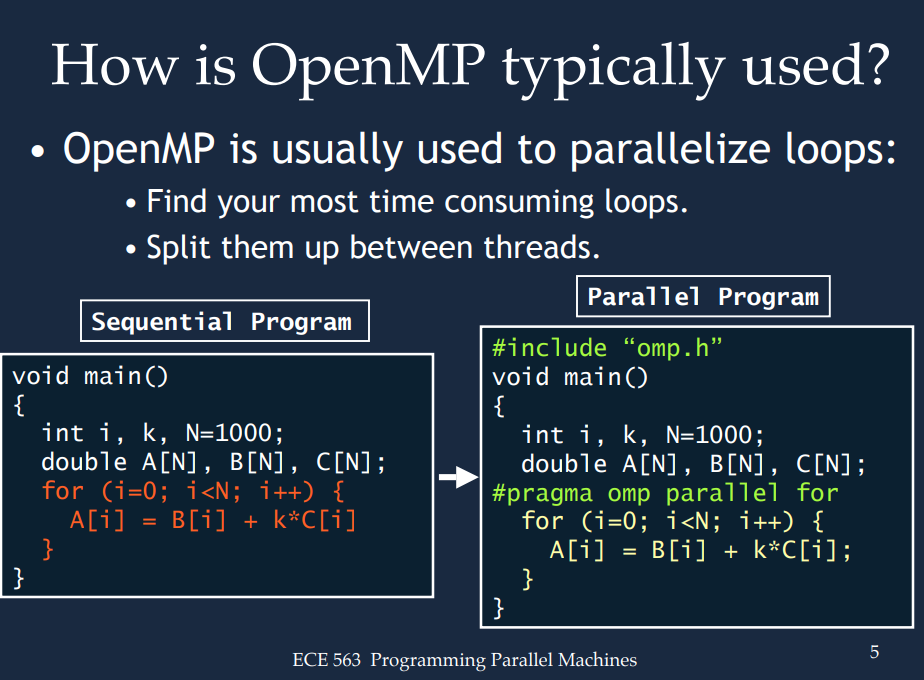 How is OpenMP typically used?
• OpenMP is usually used to parallelize loops:
• Find your most time consuming loops.
• Split them up between threads.
Sequential Program
void main()
{
  int i, k, N=1000;
  double A[N], B[N], C[N];
  for (i=0; i<N; i++) {
    A[i] = B[i] + k*C[i]
  }
}
Parallel Program
#include “omp.h”
void main()
{
  int i, k, N=1000;
  double A[N], B[N], C[N];
#pragma omp parallel for
  for (i=0; i<N; i++) {
    A[i] = B[i] + k*C[i];
  }
}
ECE 563 Programming Parallel Machines
5